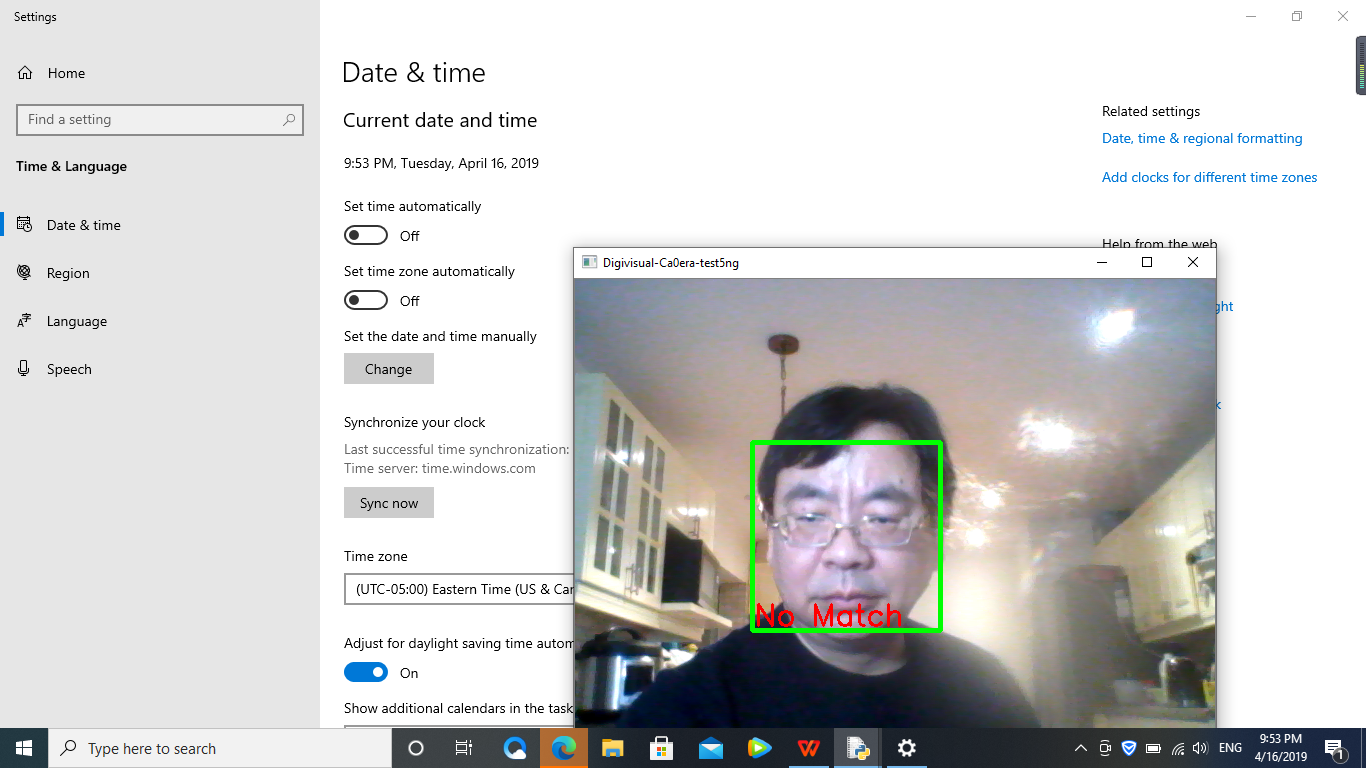 Settings
Home
Find a setting
Time & Language
Date & time
Region
Language
Speech
Date & time
Current date and time
9:53 PM, Tuesday, April 16, 2019
Set time automatically
Off
Set time zone automatically
Off
Set the date and time manually
Change
Synchronize your clock
Last successful time synchronization:
Time server: time.windows.com
Sync now
Time zone
(UTC-05:00) Eastern Time (US & Can
Adjust for daylight saving time autom
On
Show additional calendars in the task
Related settings
Date, time & regional formatting
Add clocks for different time zones
Help from the web
ght
k
Digivisual-Ca0era-test5ng
No Match
Type here to search
ENG
9:53 PM
4/16/2019
1